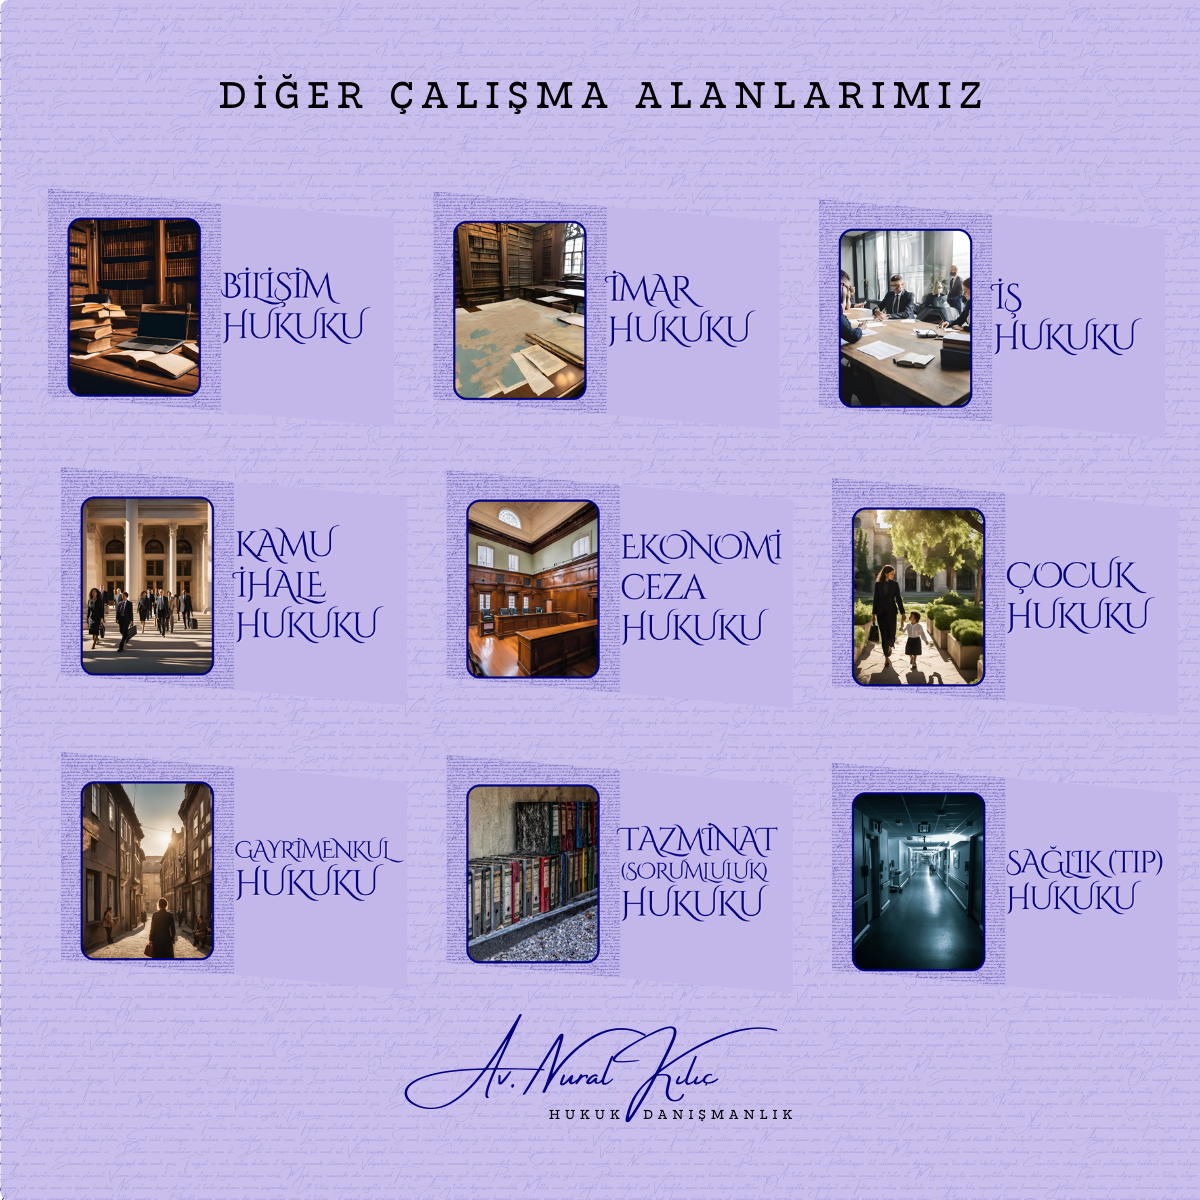 DİĞER ÇALIŞMA ALANLARIMIZ
BİLİŞİM
HUKUKU
İMAR
HUKUKU
İŞ
HUKUKU
KAMU
İHALE
HUKUKU
EKONOMİ
CEZA
HUKUKU
ÇOCUK
HUKUKU
GAYRİMENKUL
HUKUKU
TAZMİNAT
(SORUMLULUK)
HUKUKU
SAĞLIK (TIP)
HUKUKU
Av. Nural Kılıç
HUKUK DANIŞMANLIK